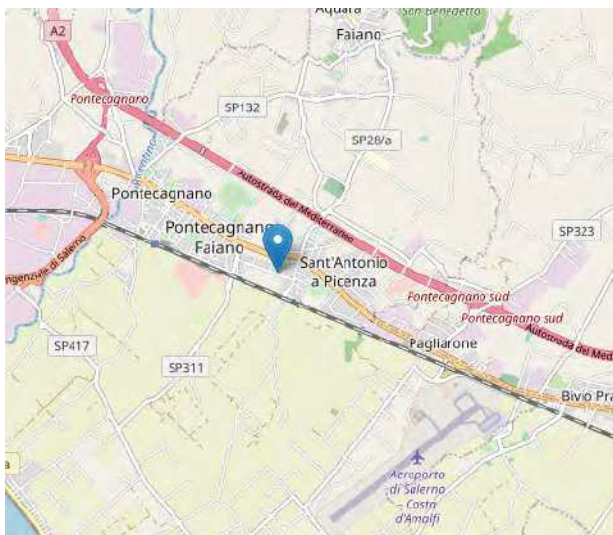 Aquara
San Benedetto
Faiano
A2
Pontecagnano
SP132
SP28/a
Autostrada del Mediterraneo
Pontecagnano
Pontecagnano
Faiano
Sant'Antonio
a Picenza
SP323
Tangenziale di Salerno
Pontecagnano sud
Pontecagnano sud
Autostrada del Med
SP417
SP311
Pagliarone
Bivio Pra
Aeroporto
di Salerno
- Costa
d'Amalfi
a